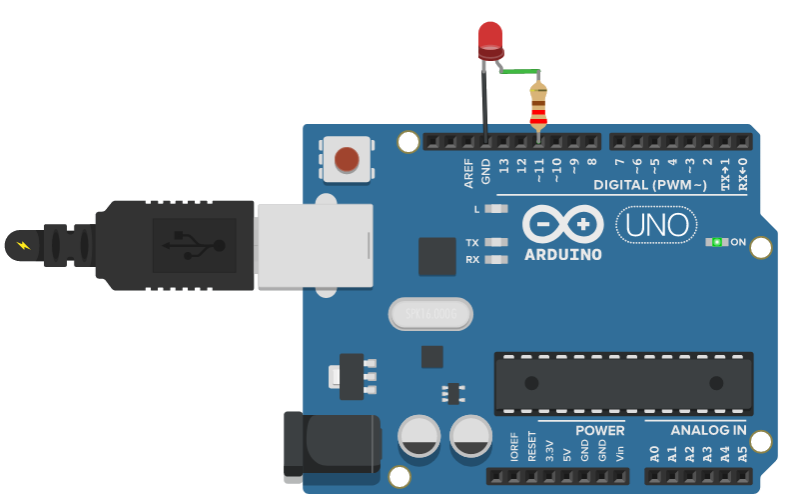 AREF
GND
13
12
~11
~10
~9
8
7
~6
~5
4
~3
2
TX→1
RX←0
DIGITAL (PWM~)
L
TX
RX
UNO
ON
ARDUINO
POWER
ANALOG IN
IOREF
RESET
3.3V
5V
GND
GND
Vin
A0
A1
A2
A3
A4
A5